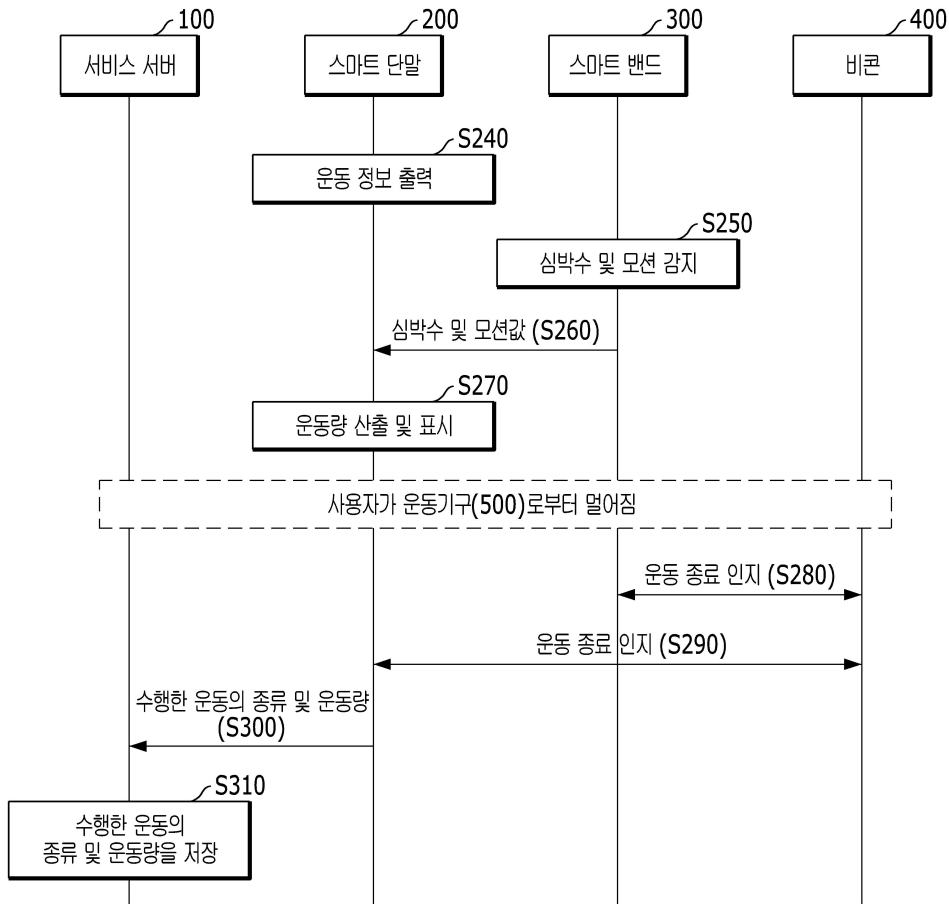 100
200
300
400
서비스 서버
스마트 단말
스마트 밴드
비콘
S240
운동 정보 출력
S250
심박수 및 모션 감지
심박수 및 모션값 (S260)
S270
운동량 산출 및 표시
사용자가 운동기구(500)로부터 멀어짐
운동 종료 인지 (S280)
운동 종료 인지 (S290)
수행한 운동의 종류 및 운동량
(S300)
S310
수행한 운동의
종류 및 운동량을 저장